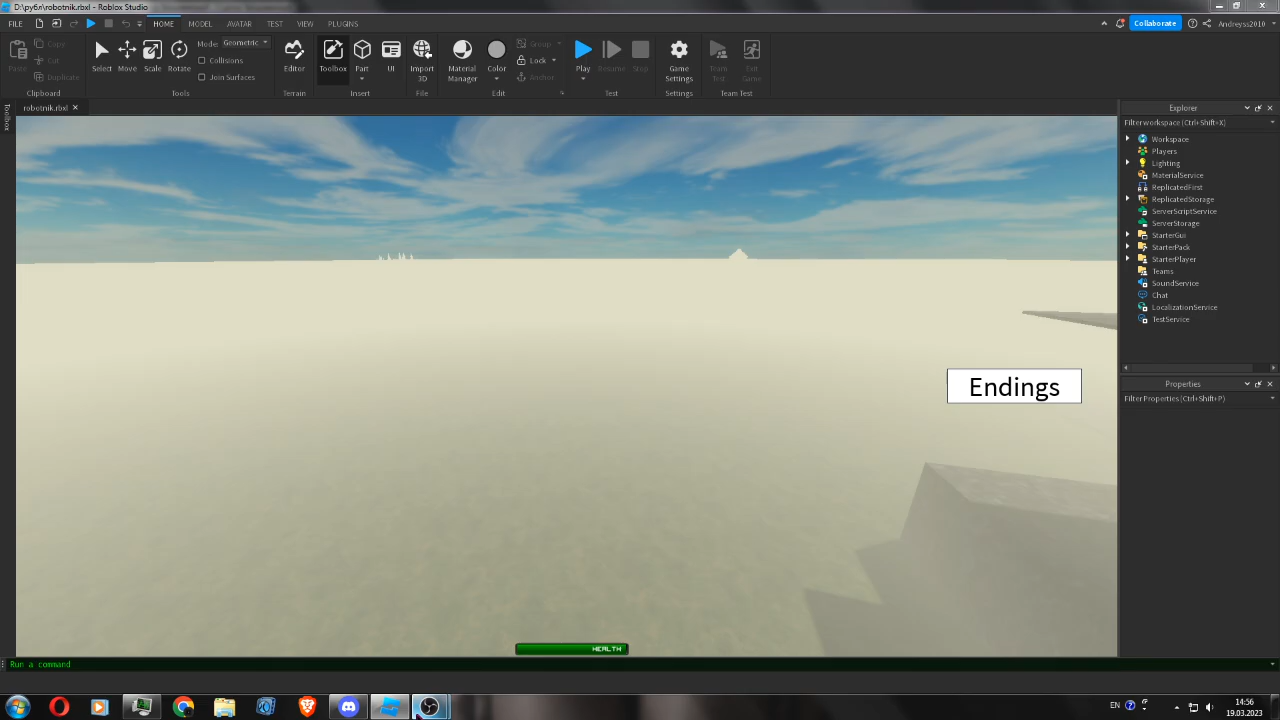 D:\py6x\robotnik.rbxl - Roblox Studio
FILE
HOME
MODEL
AVATAR
TEST
VIEW
PLUGINS
Collaborate
Andreyss2010
Paste
Copy
Cut
Duplicate
Clipboard
Select
Move
Scale
Rotate
Mode: Geometric
Collisions
Join Surfaces
Tools
Editor
Terrain
Toolbox
Part
UI
Insert
Import 3D
File
Material Manager
Color
Group
Lock
Anchor
Edit
Play
Resume
Stop
Test
Game Settings
Settings
Team Test
Exit Game
Team Test
Toolbox
robotnik.rbxl
Endings
HEALTH
Explorer
Filter workspace (Ctrl+Shift+X)
Workspace
Players
Lighting
MaterialService
ReplicatedFirst
ReplicatedStorage
ServerScriptService
ServerStorage
StarterGui
StarterPack
StarterPlayer
Teams
SoundService
Chat
LocalizationService
TestService
Properties
Filter Properties (Ctrl+Shift+P)
Run a command
EN
14:56
19.03.2023